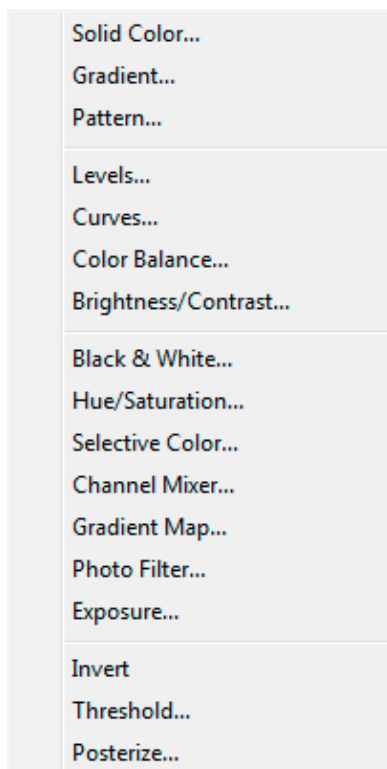 Solid Color...
Gradient...
Pattern...
Levels...
Curves...
Color Balance...
Brightness/Contrast...
Black & White...
Hue/Saturation...
Selective Color...
Channel Mixer...
Gradient Map...
Photo Filter...
Exposure...
Invert
Threshold...
Posterize...